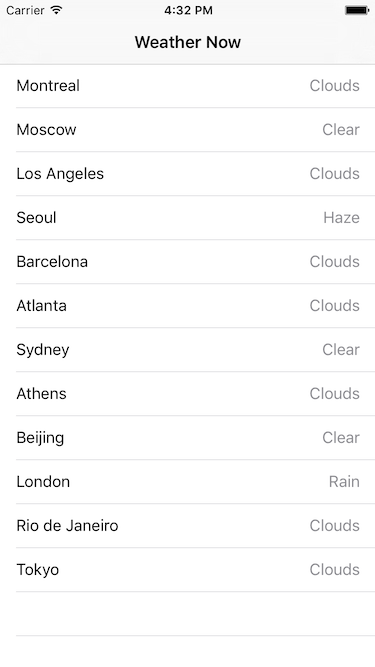 Carrier 4:32 PM
Weather Now
Montreal Clouds
Moscow Clear
Los Angeles Clouds
Seoul Haze
Barcelona Clouds
Atlanta Clouds
Sydney Clear
Athens Clouds
Beijing Clear
London Rain
Rio de Janeiro Clouds
Tokyo Clouds